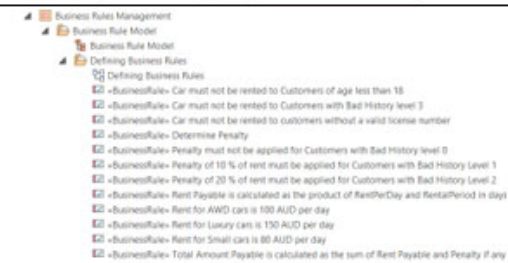 Business Rules Management
Business Rule Model
Business Rule Model
Defining Business Rules
Defining Business Rules
«BusinessRule» Car must not be rented to Customers of age less than 18
«BusinessRule» Car must not be rented to Customers with Bad History level 3
«BusinessRule» Car must not be rented to customers without a valid license number
«BusinessRule» Determine Penalty
«BusinessRule» Penalty must not be applied for Customers with Bad History level 0
«BusinessRule» Penalty of 10 % of rent must be applied for Customers with Bad History Level 1
«BusinessRule» Penalty of 20 % of rent must be applied for Customers with Bad History Level 2
«BusinessRule» Rent Payable is calculated as the product of RentPerDay and RentalPeriod in days
«BusinessRule» Rent for AWD cars is 100 AUD per day
«BusinessRule» Rent for Luxury cars is 150 AUD per day
«BusinessRule» Rent for Small cars is 80 AUD per day
«BusinessRule» Total Amount Payable is calculated as the sum of Rent Payable and Penalty if any